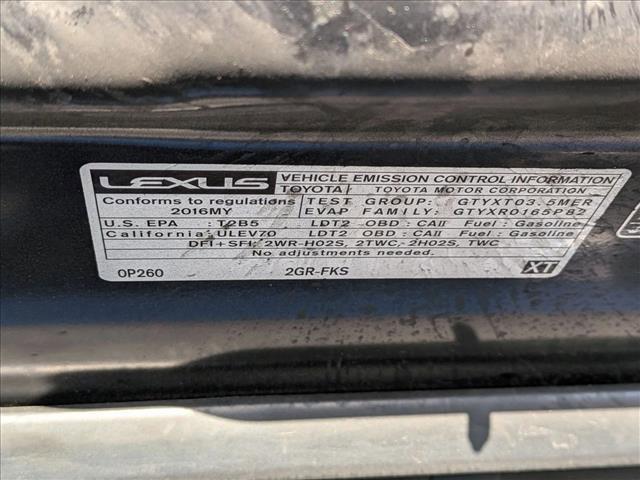 LEXUS VEHICLE EMISSION CONTROL INFORMATION
TOYOTA TOYOTA MOTOR CORPORATION
Conforms to regulations TEST GROUP: GTYXT03.5MER
2016MY EVAP FAMILY: GTYXR0165P82
U.S. EPA : T2B5 LDT2 OBD : CAII Fuel : Gasoline
California: ULEV70 LDT2 OBD : CAII Fuel : Gasoline
DFI+SFI, 2WR-HO2S, 2TWC, 2HO2S, TWC
No adjustments needed.
0P260 2GR-FKS XT